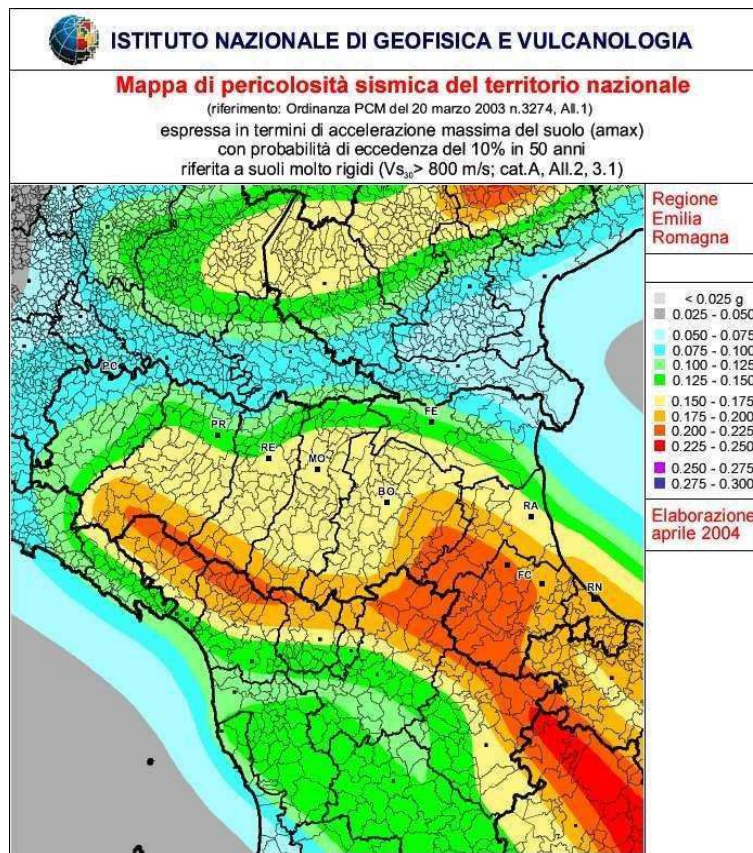 ISTITUTO NAZIONALE DI GEOFISICA E VULCANOLOGIA
Mappa di pericolosità sismica del territorio nazionale
(riferimento: Ordinanza PCM del 20 marzo 2003 n.3274, All.1)
espressa in termini di accelerazione massima del suolo (amax)
con probabilità di eccedenza del 10% in 50 anni
riferita a suoli molto rigidi (Vs30> 800 m/s; cat.A, All.2, 3.1)
Regione
Emilia
Romagna
< 0.025 g
0.025 - 0.050
0.050 - 0.075
0.075 - 0.100
0.100 - 0.125
0.125 - 0.150
0.150 - 0.175
0.175 - 0.200
0.200 - 0.225
0.225 - 0.250
0.250 - 0.275
0.275 - 0.300
Elaborazione
aprile 2004
PC
PR
FE
RE
MO
BO
RA
FC
RN